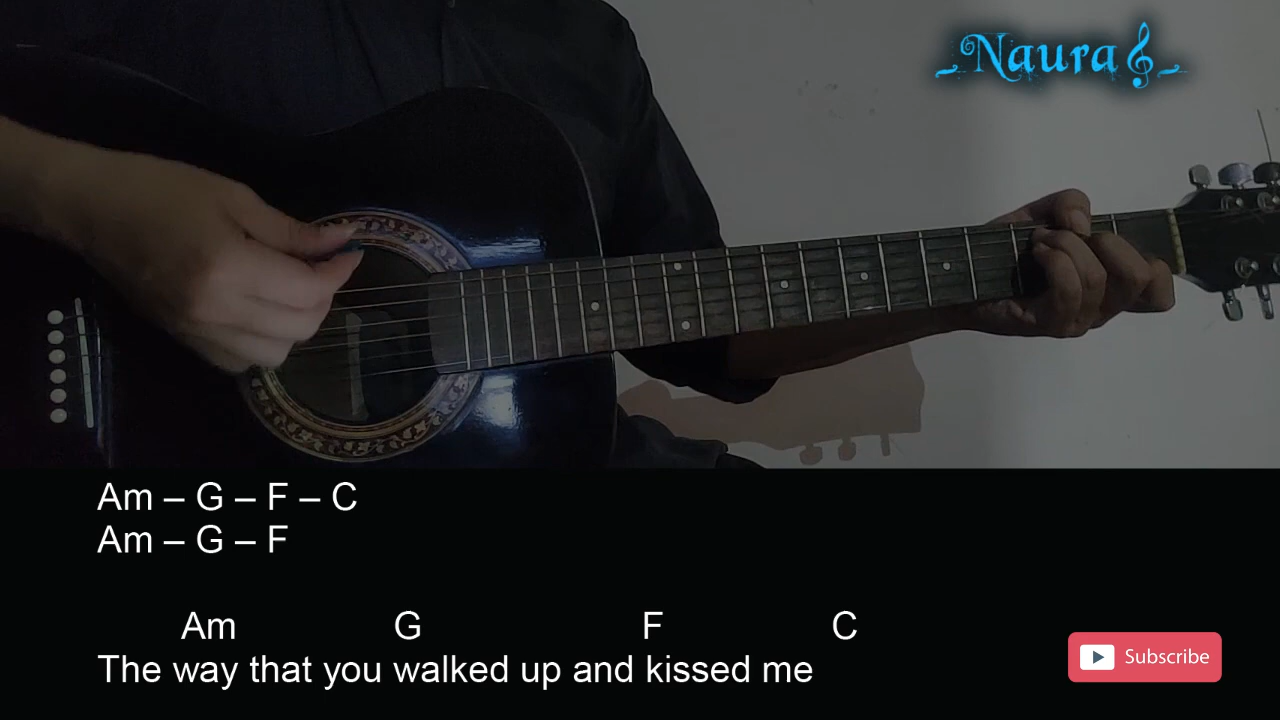 Naura
Am – G – F – C
Am – G – F
Am G F C
The way that you walked up and kissed me
Subscribe